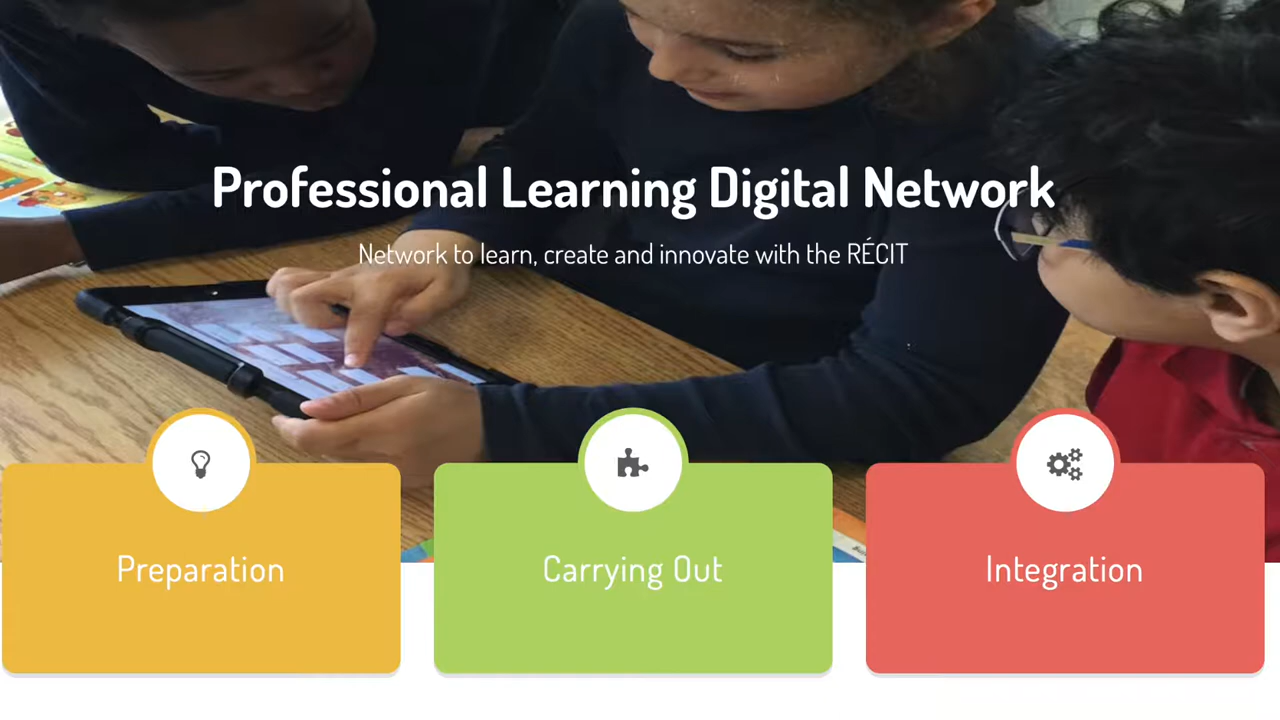 Professional Learning Digital Network
Network to learn, create and innovate with the RÉCIT
Preparation
Carrying Out
Integration